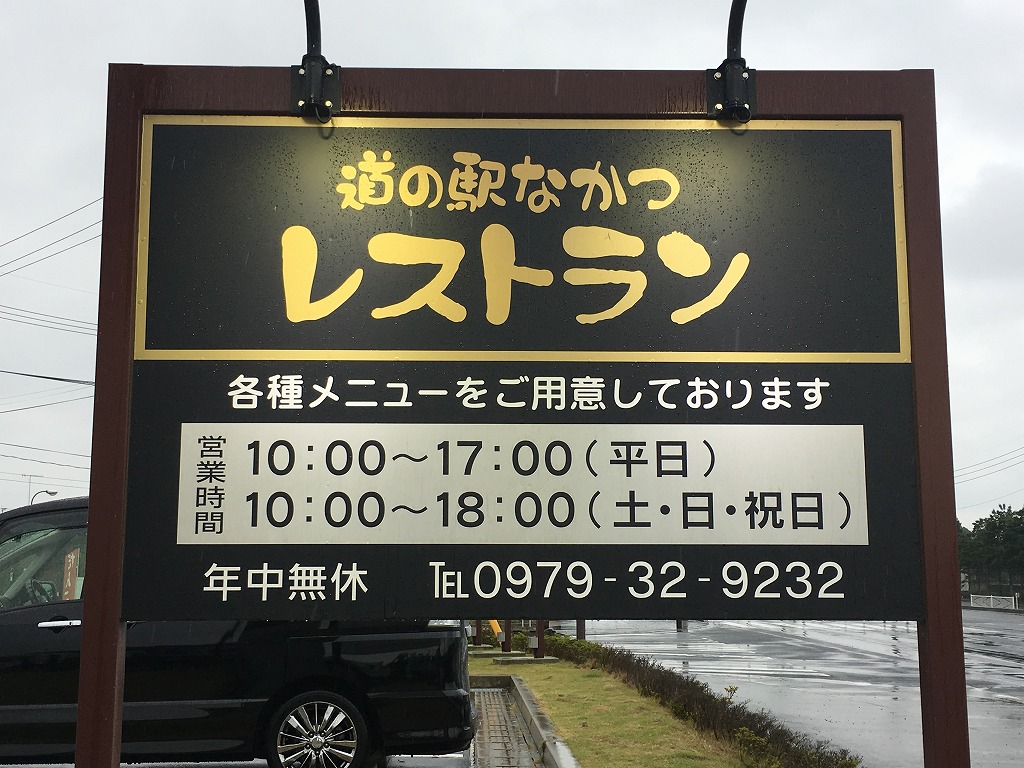 道の駅なかつ
レストラン
各種メニューをご用意しております
営業時間
10:00～17:00(平日)
10:00～18:00(土・日・祝日)
年中無休 TEL0979-32-9232